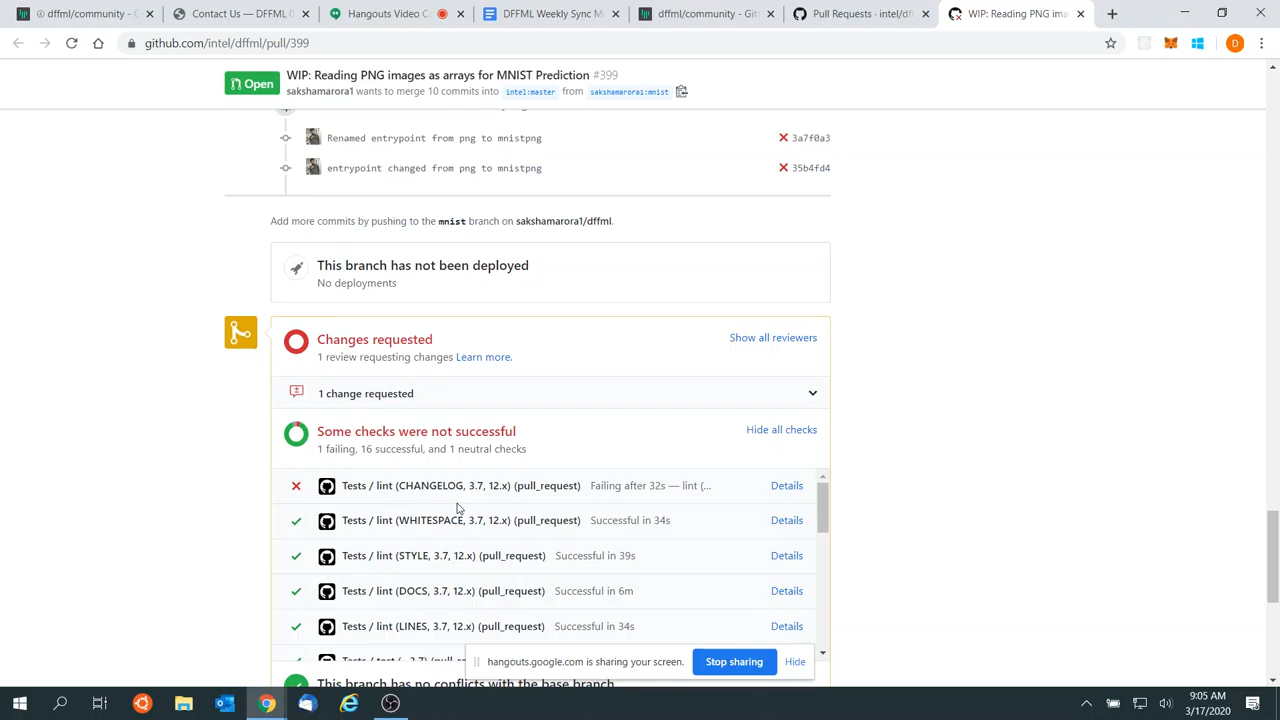 dffml/community - G
Contact Us — DFFML
Hangouts Video C
DFFML Weekly Sync M
dffml/community - Git
Pull Requests · intel/df
WIP: Reading PNG ima
github.com/intel/dffml/pull/399
D
Open
WIP: Reading PNG images as arrays for MNIST Prediction #399
sakshamarora1 wants to merge 10 commits into intel:master from sakshamarora1:mnist
Renamed entrypoint from png to mnistpng
3a7f0a3
entrypoint changed from png to mnistpng
35b4fd4
Add more commits by pushing to the mnist branch on sakshamarora1/dffml.
This branch has not been deployed
No deployments
Changes requested
Show all reviewers
1 review requesting changes Learn more.
1 change requested
Some checks were not successful
Hide all checks
1 failing, 16 successful, and 1 neutral checks
Tests / lint (CHANGELOG, 3.7, 12.x) (pull_request) Failing after 32s — lint (... Details
Tests / lint (WHITESPACE, 3.7, 12.x) (pull_request) Successful in 34s Details
Tests / lint (STYLE, 3.7, 12.x) (pull_request) Successful in 39s Details
Tests / lint (DOCS, 3.7, 12.x) (pull_request) Successful in 6m Details
Tests / lint (LINES, 3.7, 12.x) (pull_request) Successful in 34s Details
hangouts.google.com is sharing your screen.
Stop sharing
Hide
This branch has no conflicts with the base branch
9:05 AM
3/17/2020